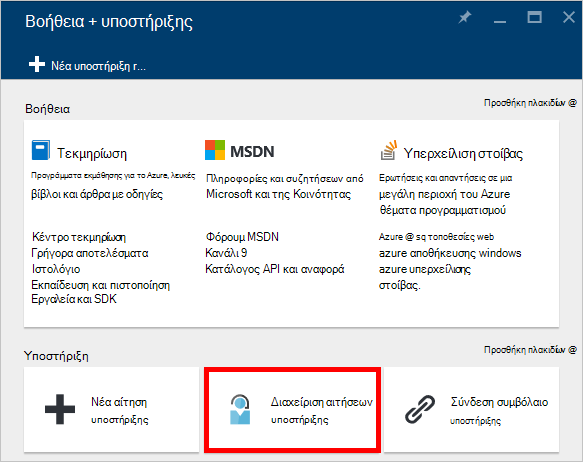 Βοήθεια + υποστήριξης
Νέα υποστήριξη r...
Βοήθεια
Προσθήκη πλακιδίων @
Τεκμηρίωση
Προγράμματα εκμάθησης για το Azure, λευκές
βίβλοι και άρθρα με οδηγίες
Κέντρο τεκμηρίωση
Γρήγορα αποτελέσματα
Ιστολόγιο
Εκπαίδευση και πιστοποίηση
Εργαλεία και SDK
MSDN
Πληροφορίες και συζητήσεων από
Microsoft και της Κοινότητας
Φόρουμ MSDN
Κανάλι 9
Κατάλογος API και αναφορά
Υπερχείλιση στοίβας
Ερωτήσεις και απαντήσεις σε μια
μεγάλη περιοχή του Azure
θέματα προγραμματισμού
Azure @ sq τοποθεσίες web
azure αποθήκευσης windows
azure υπερχείλισης
στοίβας.
Υποστήριξη
Προσθήκη πλακιδίων @
Νέα αίτηση
υποστήριξης
Διαχείριση αιτήσεων
υποστήριξης
Σύνδεση συμβόλαιο
υποστήριξης